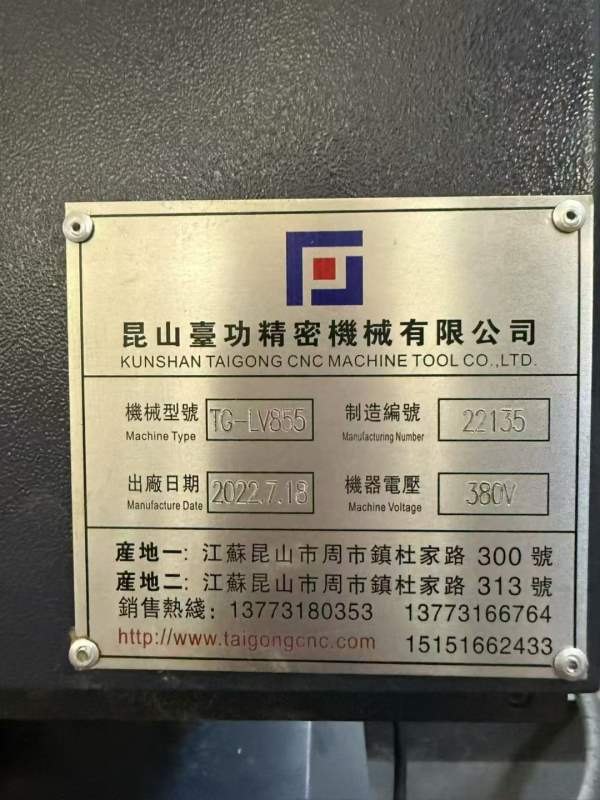 昆山臺功精密機械有限公司
KUNSHAN TAIGONG CNC MACHINE TOOL CO.,LTD.
機械型號 TG-LV855 制造編號 22135
Machine Type Manufacturing Number
出廠日期 2022.7.18 機器電壓 380V
Manufacture Date Machine Voltage
産地一: 江蘇昆山市周市鎮杜家路 300 號
産地二: 江蘇昆山市周市鎮杜家路 313 號
銷售熱綫: 13773180353 13773166764
http://www.taigongcnc.com 15151662433